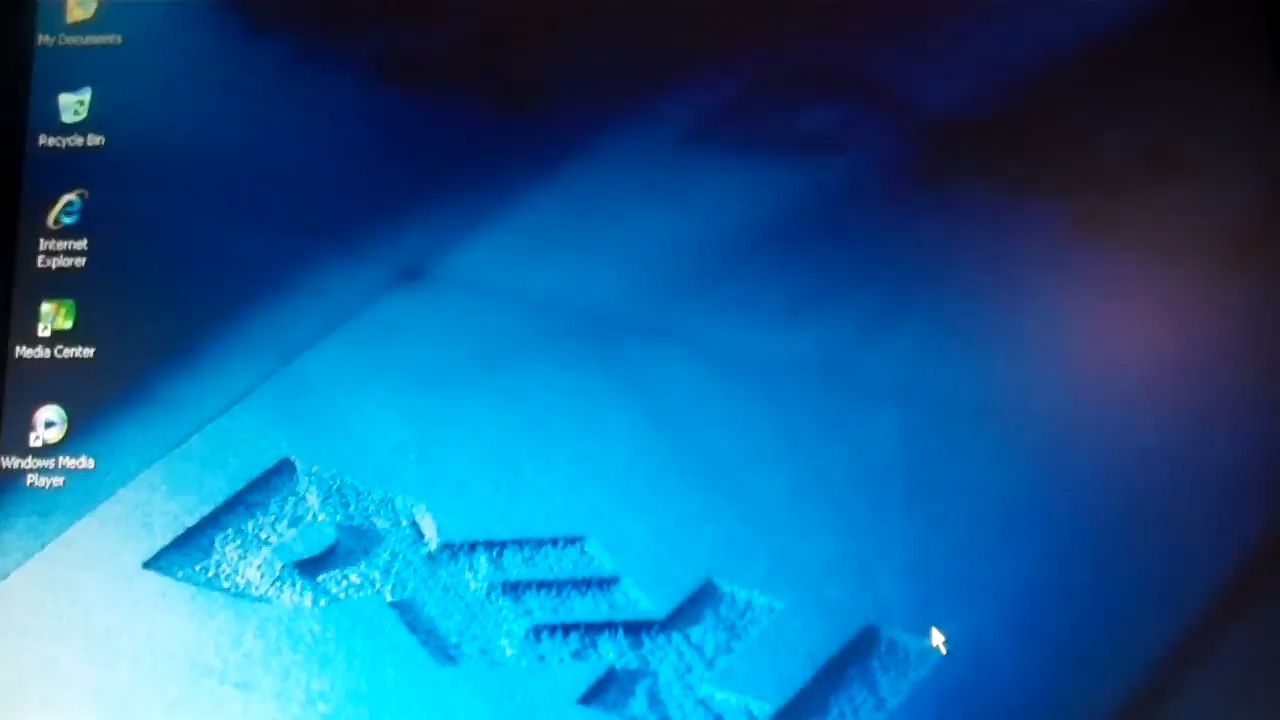 My Documents
Recycle Bin
Internet
Explorer
Media Center
Windows Media
Player
DELL